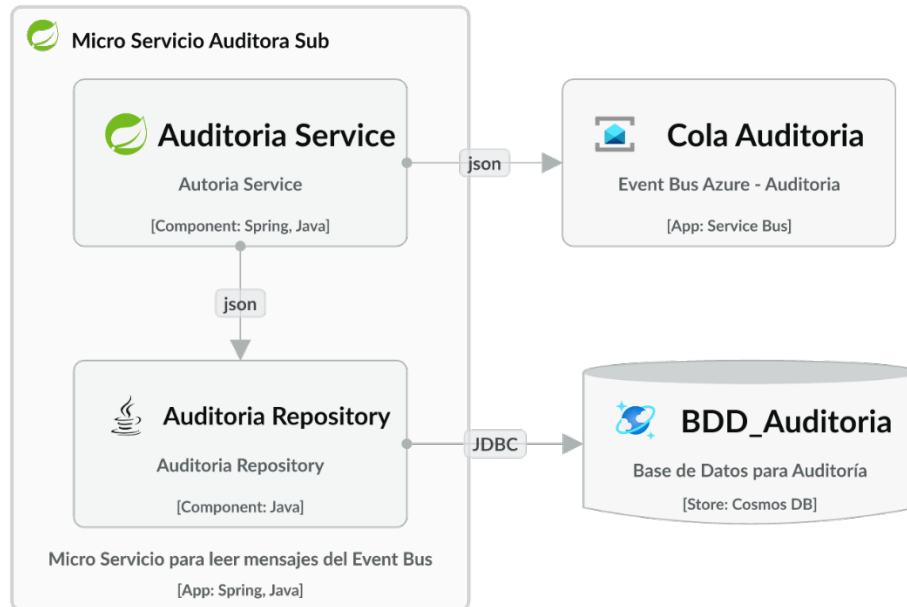 Micro Servicio Auditora Sub
Auditoria Service
Autoria Service
[Component: Spring, Java]
json
Cola Auditoria
Event Bus Azure - Auditoria
[App: Service Bus]
json
Auditoria Repository
Auditoria Repository
[Component: Java]
JDBC
BDD_Auditoria
Base de Datos para Auditoría
[Store: Cosmos DB]
Micro Servicio para leer mensajes del Event Bus
[App: Spring, Java]